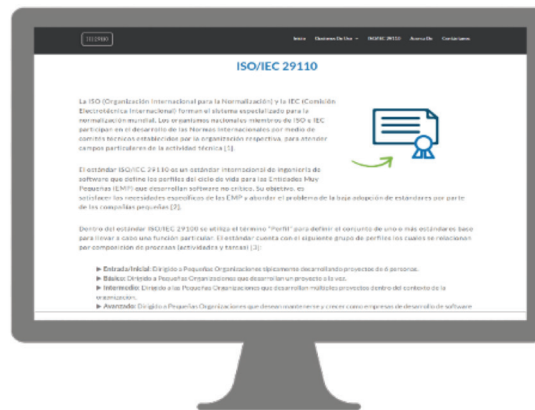 Inicio Acerca De Contáctanos
ISO/IEC 29110
La ISO (Organización Internacional para la Normalización) y la IEC (Comisión
Electrotécnica Internacional) forman el sistema especializado para la
normalización mundial. Los organismos nacionales miembros de ISO y IEC
participan en el desarrollo de las Normas Internacionales por medio de
comités técnicos establecidos por la organización respectiva, para atender
campos particulares de la actividad técnica [1].
El estándar ISO/IEC 29110 es un estándar internacional de ingeniería de
software que define los perfiles del ciclo de vida para las Entidades Muy
Pequeñas (EMP) que desarrollan software no crítico. Su objetivo, es
satisfacer las necesidades específicas de las EMP y abordar el problema de la baja adopción de estándares por parte
de las compañías pequeñas [2].
Dentro del estándar ISO/IEC 29100 se utiliza el término "Perfil" para definir el conjunto de uno o más estándares base
para llevar a cabo una función particular. El estándar cuenta con el siguiente grupo de perfiles los cuales se relacionan
por composición de procesos (actividades y tareas) [3]:
▶ Entrada/Inicial: Dirigido a Pequeñas Organizaciones típicamente desarrollando proyectos de 6 personas.
▶ Básico: Dirigido a Pequeñas Organizaciones que desarrollan un proyecto a la vez.
▶ Intermedio: Dirigido a las Pequeñas Organizaciones que desarrollan múltiples proyectos dentro del contexto de la
organización.
▶ Avanzado: Dirigido a Pequeñas Organizaciones que desean mantenerse y crecer como empresas de desarrollo de software